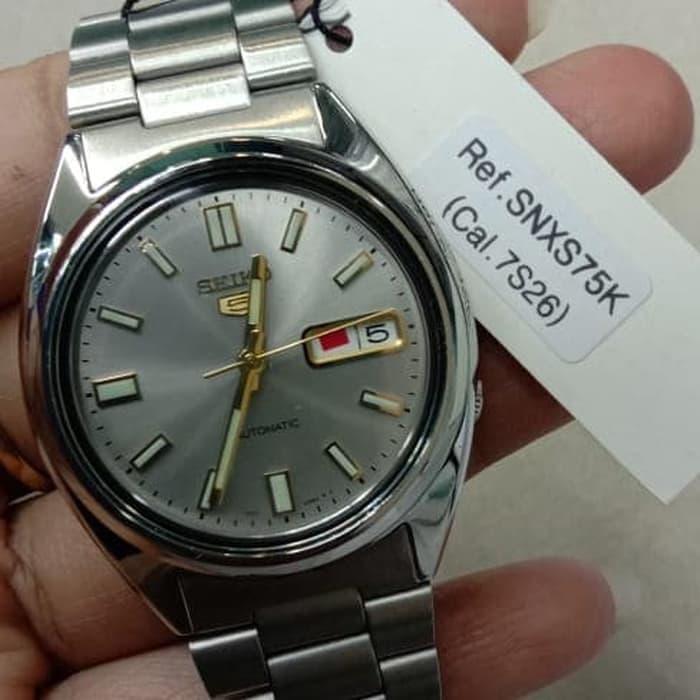 SEIKO
5
5
AUTOMATIC
Ref.SNXS75K
(Cal.7S26)